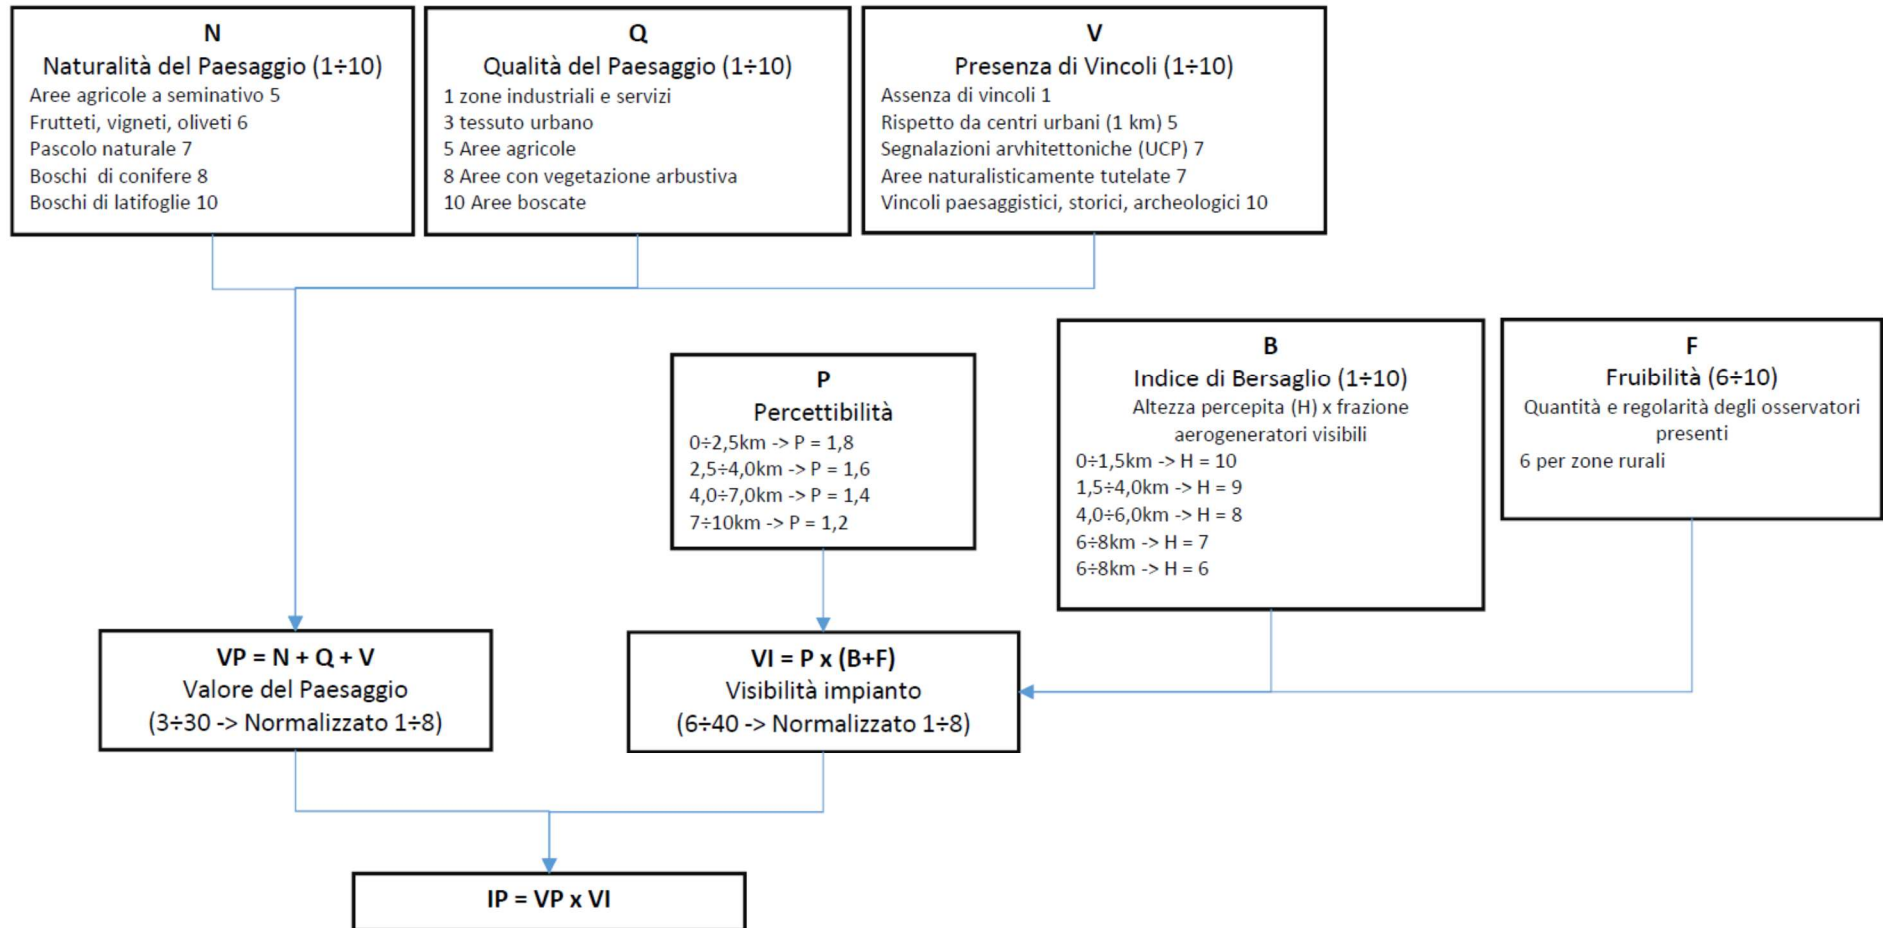 N
Naturalità del Paesaggio (1÷10)
Aree agricole a seminativo 5
Frutteti, vigneti, oliveti 6
Pascolo naturale 7
Boschi  di conifere 8
Boschi di latifoglie 10
Q
Qualità del Paesaggio (1÷10)
1 zone industriali e servizi
3 tessuto urbano
5 Aree agricole
8 Aree con vegetazione arbustiva
10 Aree boscate
V
Presenza di Vincoli (1÷10)
Assenza di vincoli 1
Rispetto da centri urbani (1 km) 5
Segnalazioni arvhitettoniche (UCP) 7
Aree naturalisticamente tutelate 7
Vincoli paesaggistici, storici, archeologici 10
P
Percettibilità
0÷2,5km -> P = 1,8
2,5÷4,0km -> P = 1,6
4,0÷7,0km -> P = 1,4
7÷10km -> P = 1,2
B
Indice di Bersaglio (1÷10)
Altezza percepita (H) x frazione
aerogeneratori visibili
0÷1,5km -> H = 10
1,5÷4,0km -> H = 9
4,0÷6,0km -> H = 8
6÷8km -> H = 7
6÷8km -> H = 6
F
Fruibilità (6÷10)
Quantità e regolarità degli osservatori
presenti
6 per zone rurali
VP = N + Q + V
Valore del Paesaggio
(3÷30 -> Normalizzato 1÷8)
VI = P x (B+F)
Visibilità impianto
(6÷40 -> Normalizzato 1÷8)
IP = VP x VI